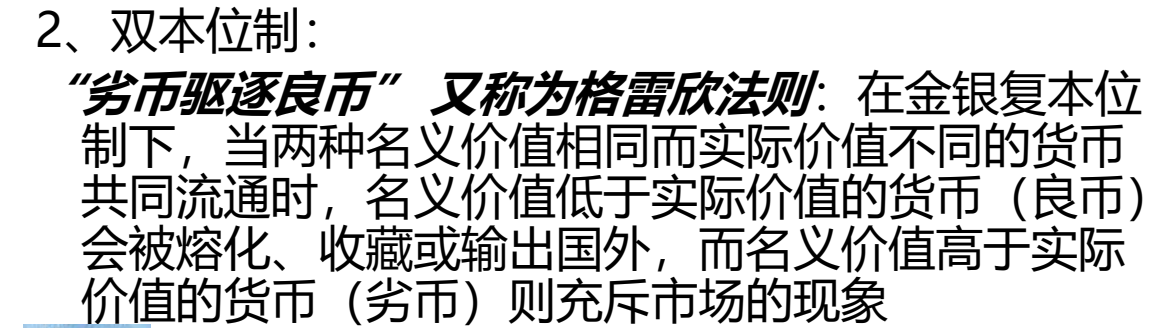 2、双本位制：
“劣币驱逐良币” 又称为格雷欣法则：在金银复本位
制下，当两种名义价值相同而实际价值不同的货币
共同流通时，名义价值低于实际价值的货币（良币）
会被熔化、收藏或输出国外，而名义价值高于实际
价值的货币（劣币）则充斥市场的现象